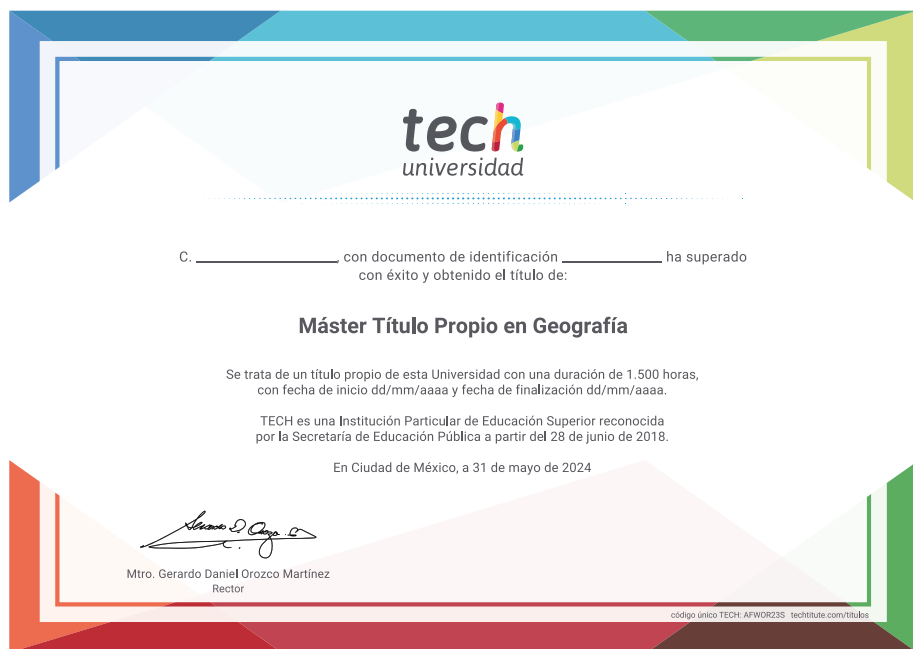 tech
universidad
C. ____________________, con documento de identificación ______________ ha superado
con éxito y obtenido el título de:
Máster Título Propio en Geografía
Se trata de un título propio de esta Universidad con una duración de 1.500 horas,
con fecha de inicio dd/mm/aaaa y fecha de finalización dd/mm/aaaa.
TECH es una Institución Particular de Educación Superior reconocida
por la Secretaría de Educación Pública a partir del 28 de junio de 2018.
En Ciudad de México, a 31 de mayo de 2024
Mtro. Gerardo Daniel Orozco Martínez
Rector
código único TECH: AFWOR23S techtitute.com/titulos